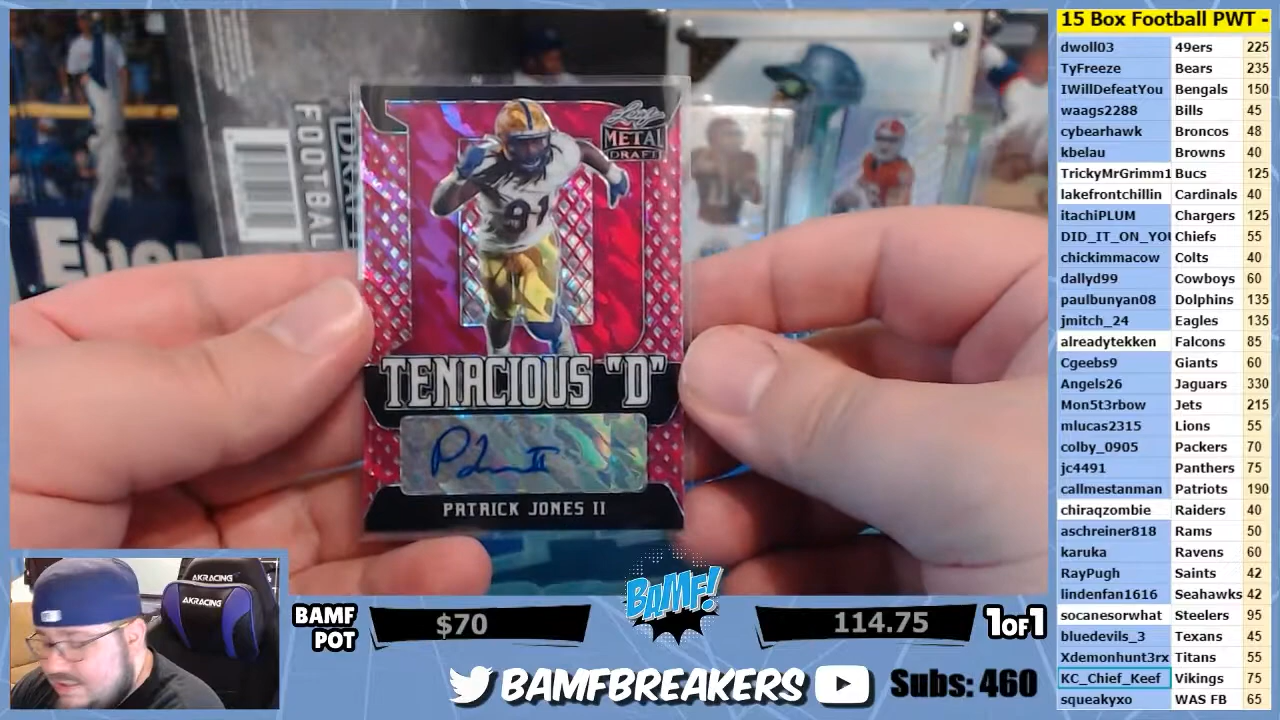 15 Box Football PWT -
dwoll03 49ers 225
TyFreeze Bears 235
IWillDefeatYou Bengals 150
waags2288 Bills 45
cybearhawk Broncos 48
kbelau Browns 40
TrickyMrGrimm1 Bucs 125
lakefrontchillin Cardinals 40
itachiPLUM Chargers 125
DID_IT_ON_YOU Chiefs 55
chickimmacow Colts 40
dallyd99 Cowboys 60
paulbunyan08 Dolphins 135
jmitch_24 Eagles 135
alreadytekken Falcons 85
Cgeebs9 Giants 60
Angels26 Jaguars 330
Mon5t3rbow Jets 215
mlucas2315 Lions 55
colby_0905 Packers 70
jc4491 Panthers 75
callmestanman Patriots 190
chiraqzombie Raiders 40
aschreiner818 Rams 50
karuka Ravens 60
RayPugh Saints 42
lindenfan1616 Seahawks 42
socanesorwhat Steelers 95
bluedevils_3 Texans 45
Xdemonhunt3rx Titans 55
KC_Chief_Keef Vikings 75
squeakyxo WAS FB 65
FOOTBALL
Leaf
METAL
DRAFT
91
TENACIOUS "D"
PATRICK JONES II
AKRACING
AKRACING
BAMF POT $70
BAMF!
114.75 1OF1
BAMFBREAKERS Subs: 460